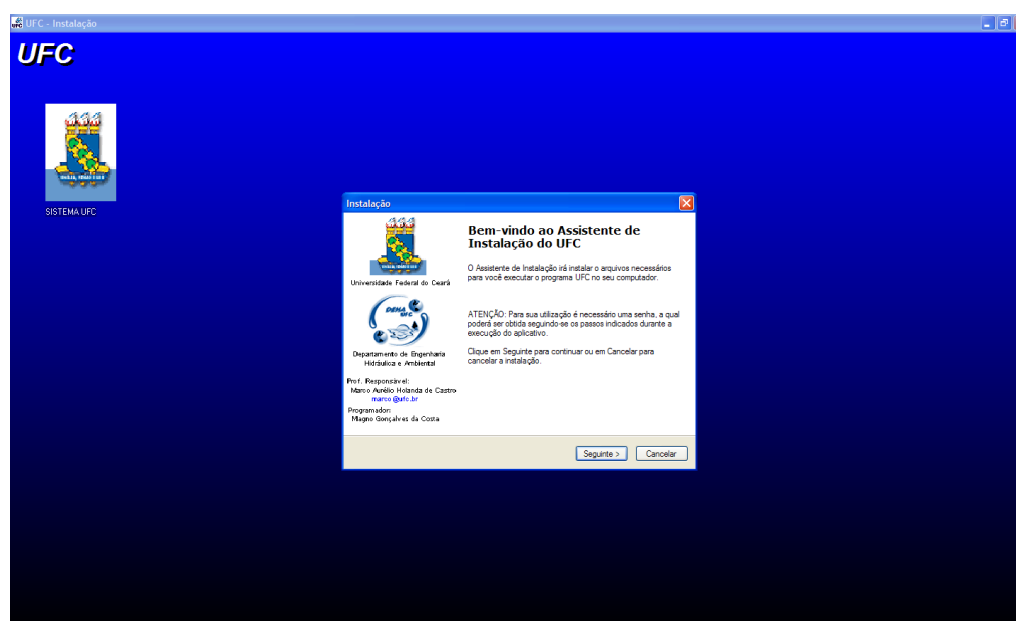 UFC - Instalação
UFC
SISTEMA UFC
Instalação
Bem-vindo ao Assistente de
Instalação do UFC
O Assistente de Instalação irá instalar o arquivos necessários
para você executar o programa UFC no seu computador.
ATENÇÃO: Para sua utilização é necessário uma senha, a qual
poderá ser obtida seguindo-se os passos indicados durante a
execução do aplicativo.
Clique em Seguinte para continuar ou em Cancelar para
cancelar a instalação.
Universidade Federal do Ceará
DEHA
UFC
Departamento de Engenharia
Hidráulica e Ambiental
Prof. Responsável:
Marco Aurélio Holanda de Castro
marco@ufc.br
Programador:
Magno Gonçalves da Costa
Seguinte >
Cancelar